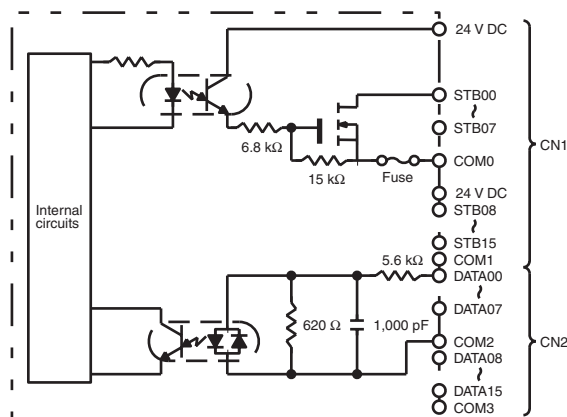 24 V DC
STB00
STB07
6.8 kΩ
COM0
CN1
15 kΩ
Fuse
24 V DC
STB08
Internal
circuits
STB15
COM1
5.6 kΩ
DATA00
DATA07
620 Ω
1,000 pF
COM2
CN2
DATA08
DATA15
COM3